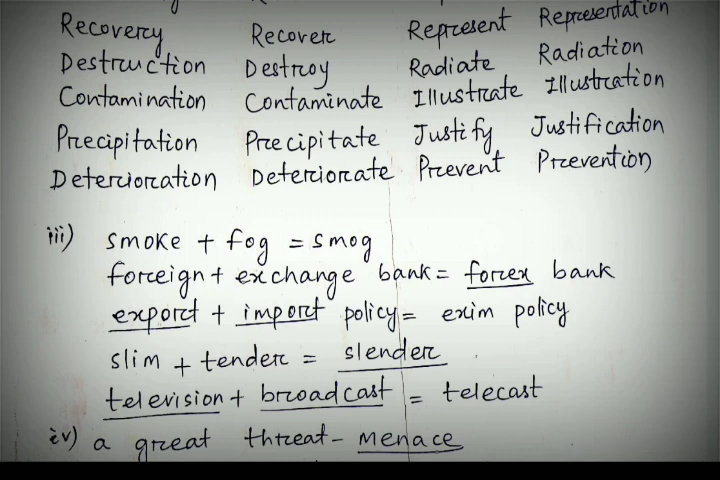 Recovery Recover Represent Representation
Destruction Destroy Radiate Radiation
Contamination Contaminate Illustrate Illustration
Precipitation Precipitate Justify Justification
Deterioration Deteriorate Prevent Prevention
iii) smoke + fog = smog
foreign + exchange bank = forex bank
export + import policy = exim policy
slim + tender = slender
television + broadcast = telecast
iv) a great threat - menace